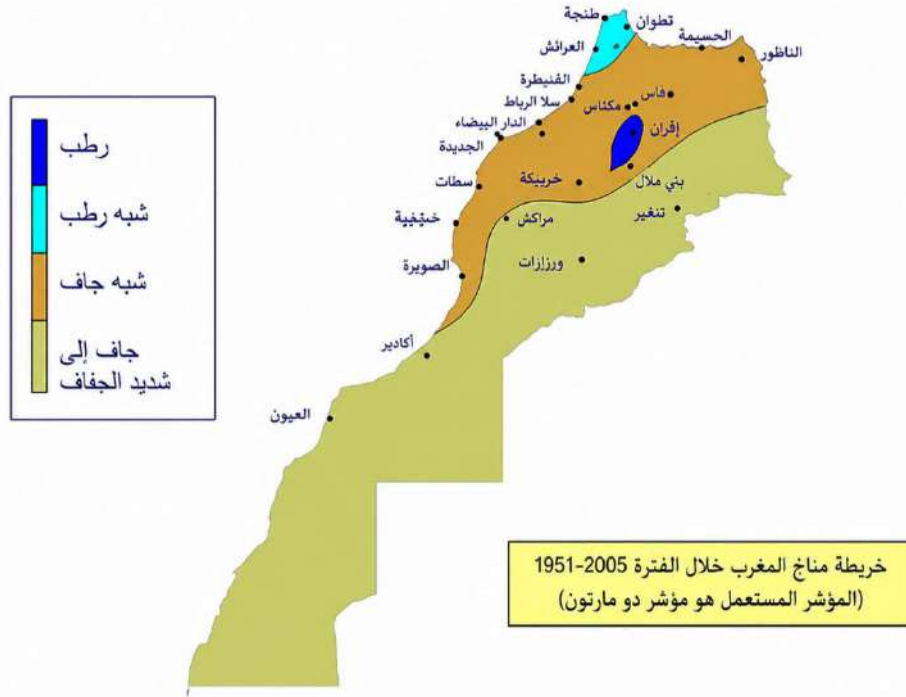 طنجة
تطوان
الحسيمة
الناظور
العرائش
القنيطرة
سلا الرباط
فاس
مكناس
الدار البيضاء
إفران
الجديدة
سطات
خريبكة
بني ملال
مراكش
تنغير
الصويرة
ورزازات
أكادير
العيون
رطب
شبه رطب
شبه جاف
جاف إلى
شديد الجفاف
خريطة مناخ المغرب خلال الفترة 2005-1951
(المؤشر المستعمل هو مؤشر دو مارتون)